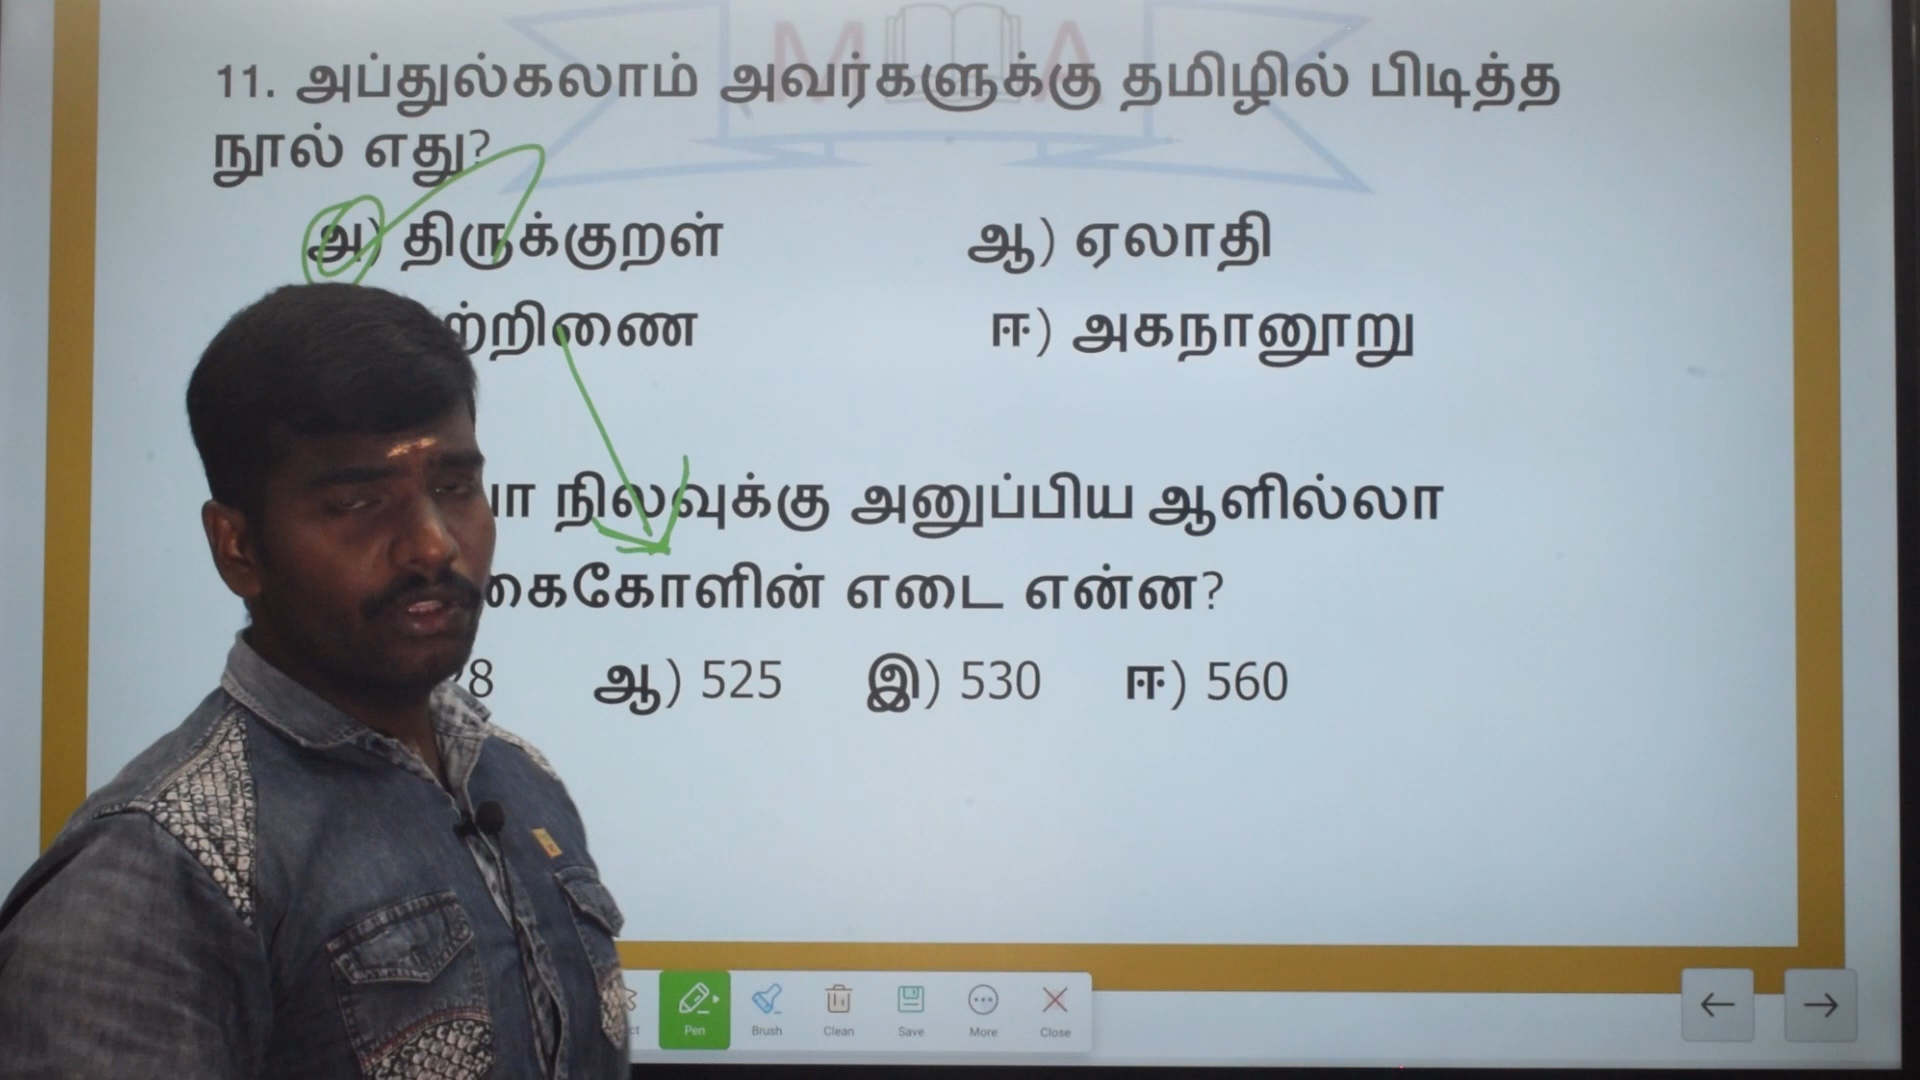 11. அப்துல்கலாம் அவர்களுக்கு தமிழில் பிடித்த
நூல் எது?
அ) திருக்குறள் ஆ) ஏலாதி
ஈ) அகநானூறு
நிலவுக்கு அனுப்பிய ஆளில்லா
எடை என்ன?
ஆ) 525 இ) 530 ஈ) 560
Pen Brush Clean Save More Close